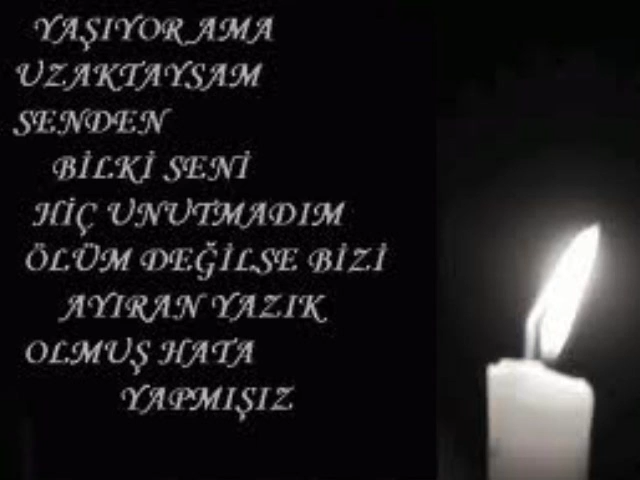 YAŞIYOR AMA
UZAKTAYSAM
SENDEN
BİLKİ SENİ
HİÇ UNUTMADIM
ÖLÜM DEĞİLSE BİZİ
AYIRAN YAZIK
OLMUŞ HATA
YAPMIŞIZ